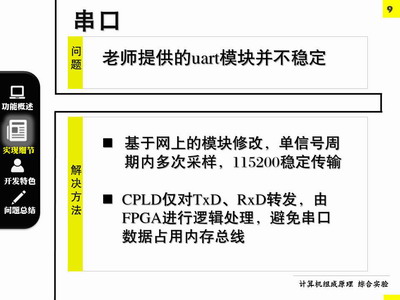 串口
9
问题
老师提供的uart模块并不稳定
功能概述
实现细节
开发特色
问题总结
解决方法
■ 基于网上的模块修改，单信号周
期内多次采样，115200稳定传输
■ CPLD仅对TxD、RxD转发，由
FPGA进行逻辑处理，避免串口
数据占用内存总线
计算机组成原理 综合实验